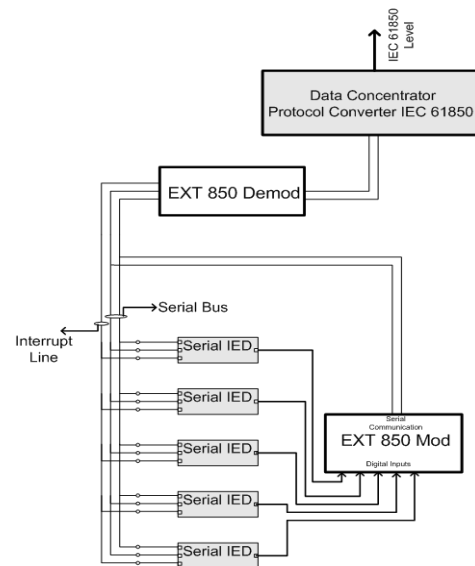 IEC 61850
Level
Data Concentrator
Protocol Converter IEC 61850
EXT 850 Demod
Serial Bus
Interrupt
Line
Serial IED
Serial IED
Serial IED
Serial IED
Serial IED
Serial
Communication
EXT 850 Mod
Digital Inputs